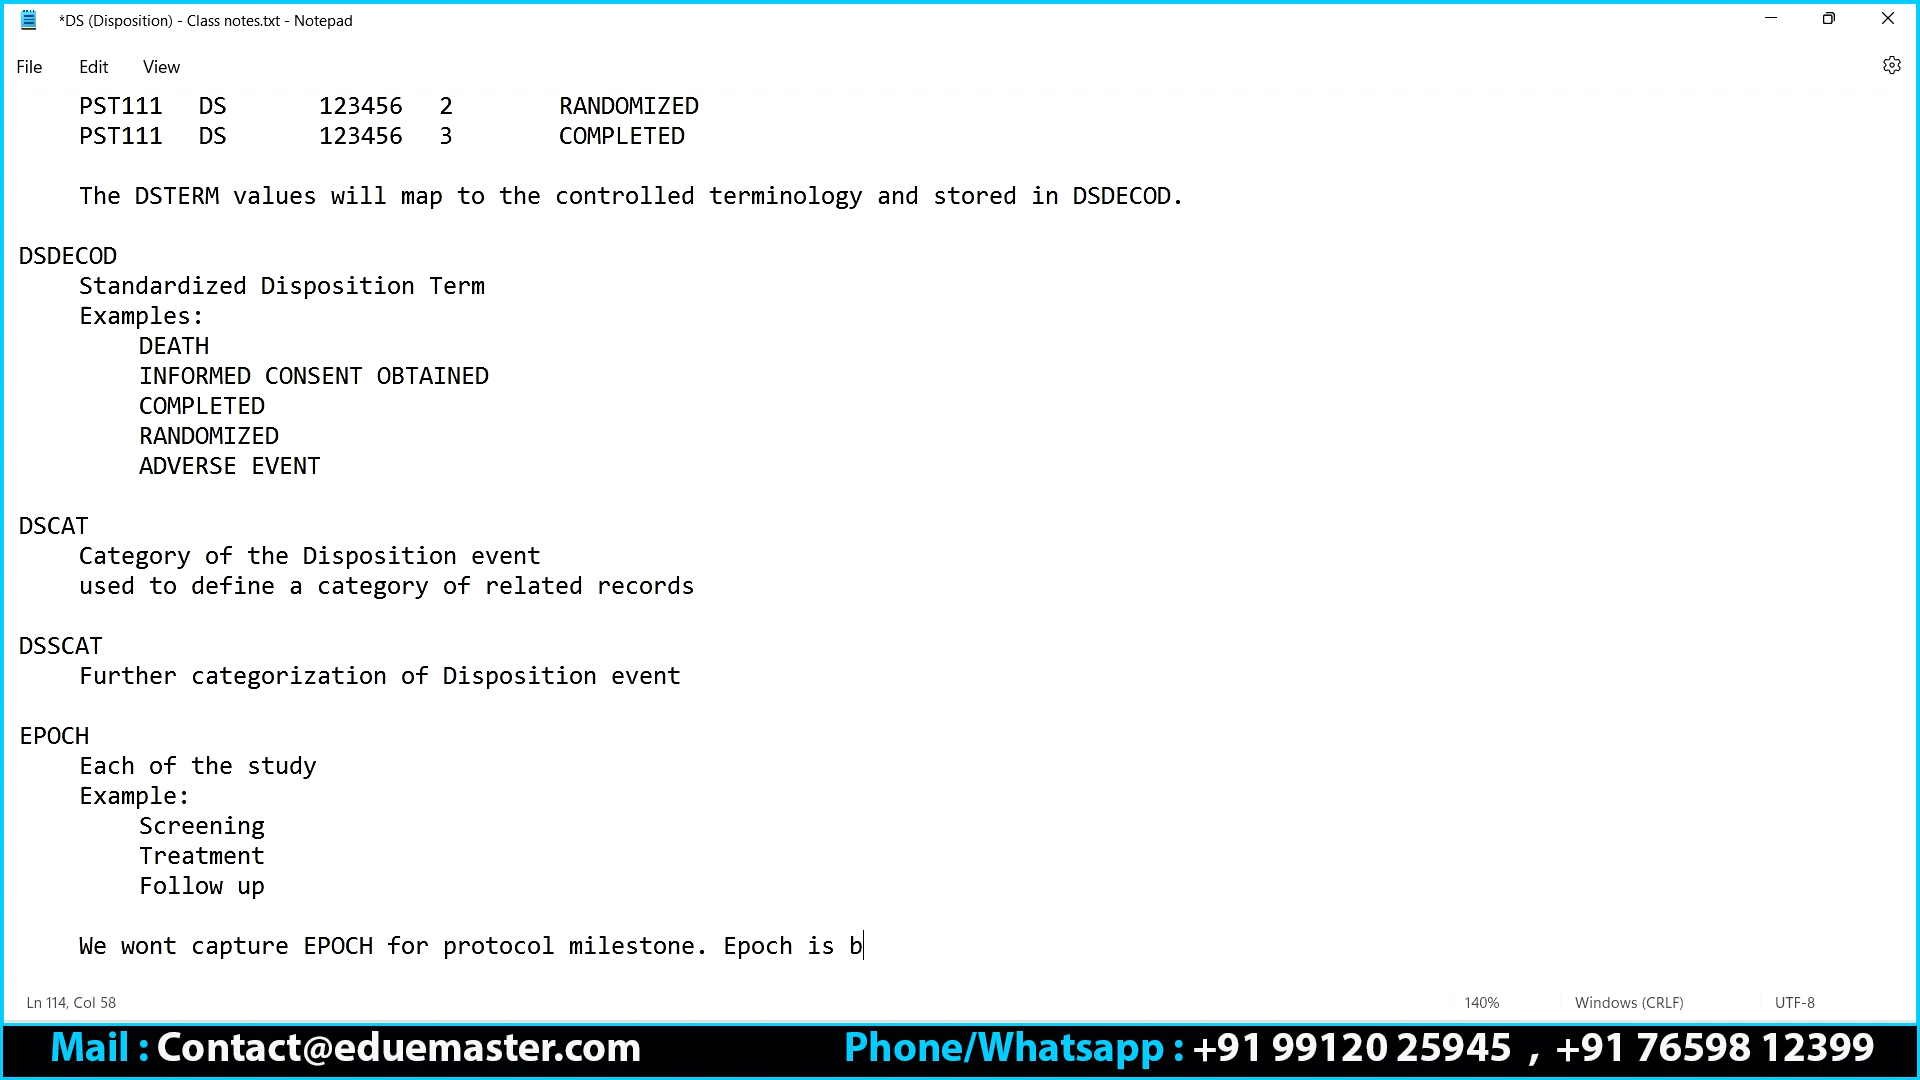 *DS (Disposition) - Class notes.txt - Notepad
File Edit View
PST111 DS 123456 2 RANDOMIZED
PST111 DS 123456 3 COMPLETED
The DSTERM values will map to the controlled terminology and stored in DSDECOD.
DSDECOD
Standardized Disposition Term
Examples:
DEATH
INFORMED CONSENT OBTAINED
COMPLETED
RANDOMIZED
ADVERSE EVENT
DSCAT
Category of the Disposition event
used to define a category of related records
DSSCAT
Further categorization of Disposition event
EPOCH
Each of the study
Example:
Screening
Treatment
Follow up
We wont capture EPOCH for protocol milestone. Epoch is b
Ln 114, Col 58 140% Windows (CRLF) UTF-8
Mail : Contact@eduemaster.com Phone/Whatsapp : +91 99120 25945 , +91 76598 12399